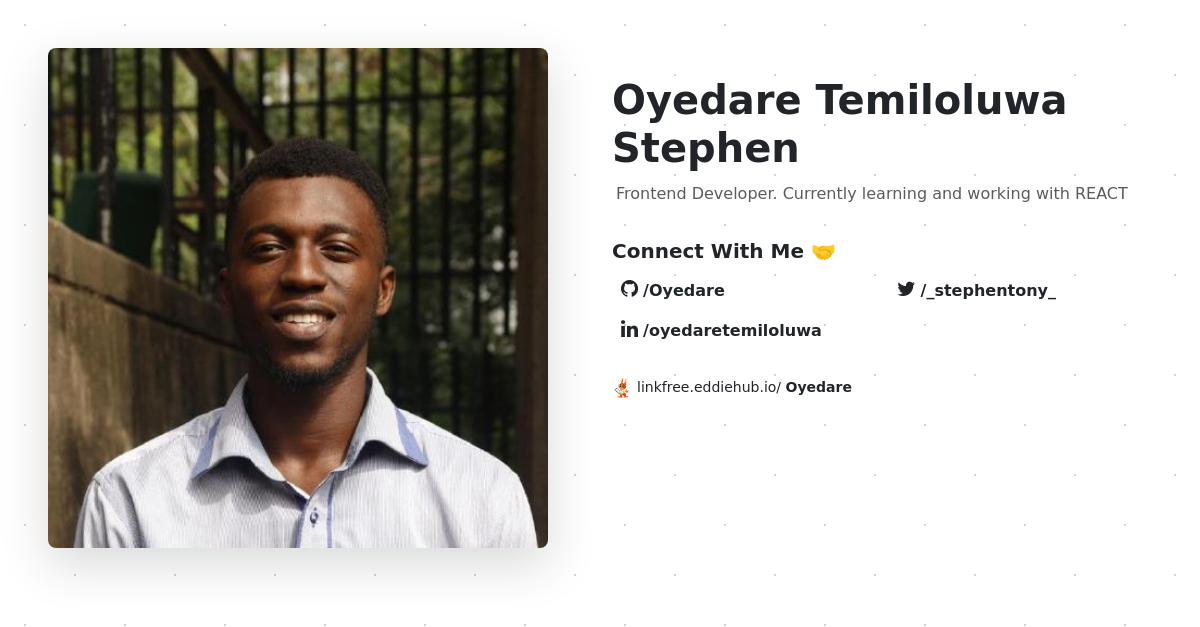 Oyedare Temiloluwa
Stephen
Frontend Developer. Currently learning and working with REACT
Connect With Me 🤝
/Oyedare
/_stephentony_
/oyedaretemiloluwa
linkfree.eddiehub.io/ Oyedare